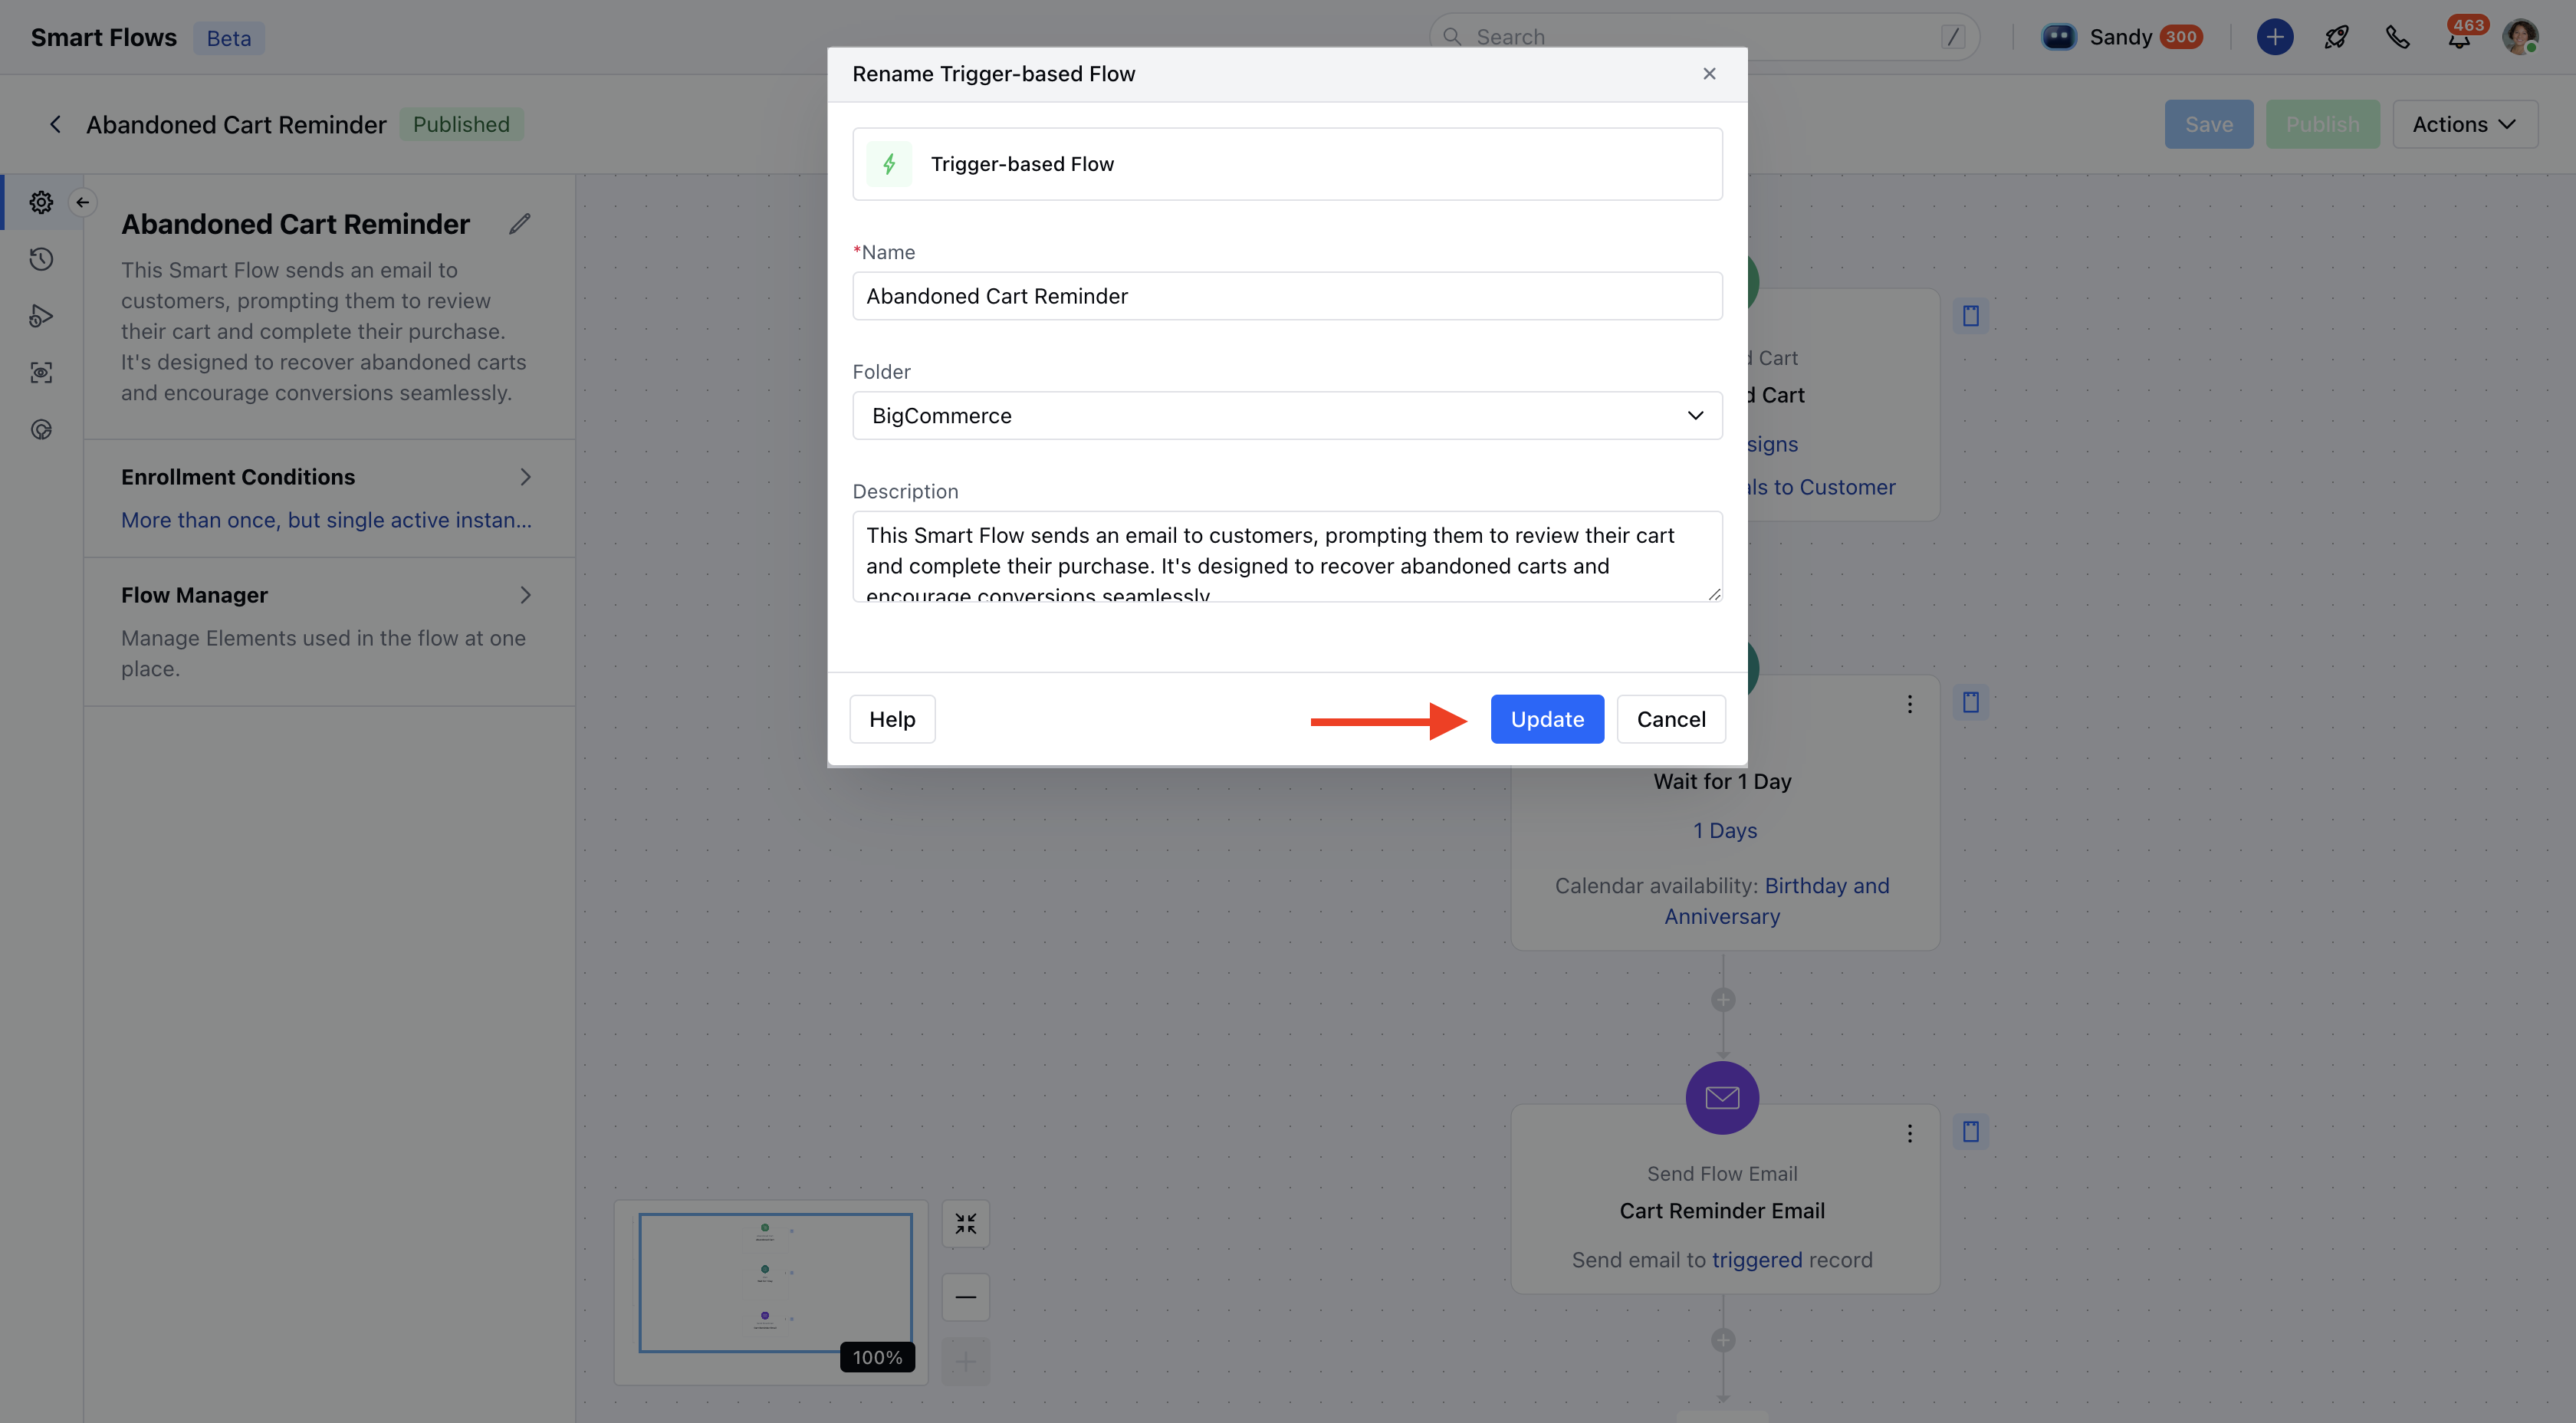 Smart Flows Beta
Search /
Sandy 300
463
Abandoned Cart Reminder Published
Save Publish Actions
Abandoned Cart Reminder
This Smart Flow sends an email to
customers, prompting them to review
their cart and complete their purchase.
It's designed to recover abandoned carts
and encourage conversions seamlessly.
Enrollment Conditions
More than once, but single active instan...
Flow Manager
Manage Elements used in the flow at one
place.
Rename Trigger-based Flow
Trigger-based Flow
*Name
Abandoned Cart Reminder
Folder
BigCommerce
Description
This Smart Flow sends an email to customers, prompting them to review their cart
and complete their purchase. It's designed to recover abandoned carts and
encourage conversions seamlessly
Help Update Cancel
d Cart
d Cart
signs
ls to Customer
Wait for 1 Day
1 Days
Calendar availability: Birthday and
Anniversary
Send Flow Email
Cart Reminder Email
Send email to triggered record
100%